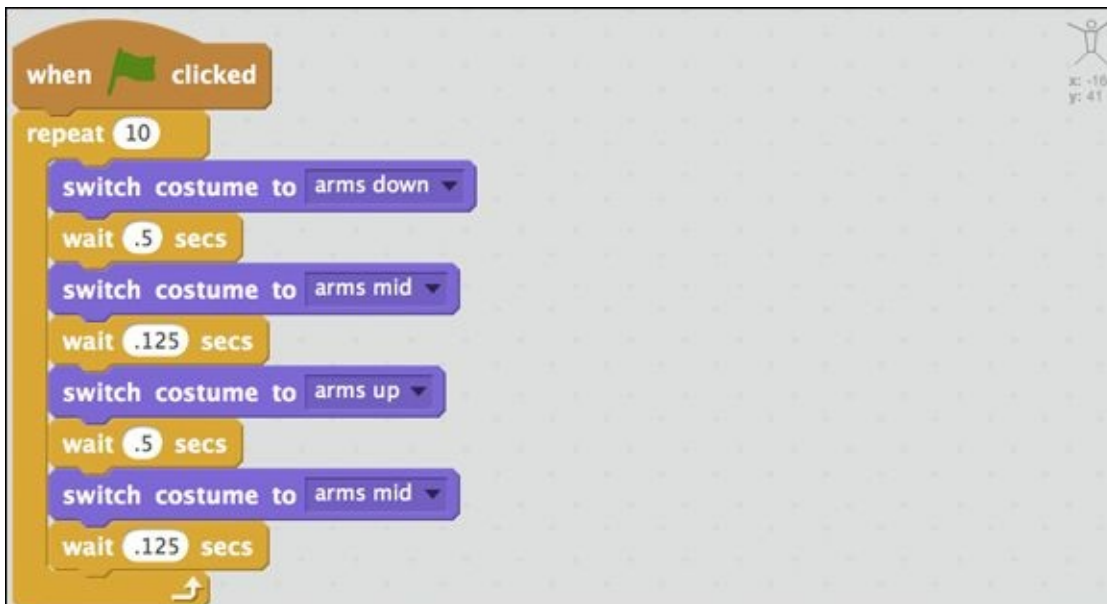 when clicked
repeat 10
switch costume to arms down
wait .5 secs
switch costume to arms mid
wait .125 secs
switch costume to arms up
wait .5 secs
switch costume to arms mid
wait .125 secs
x: -16
y: 41